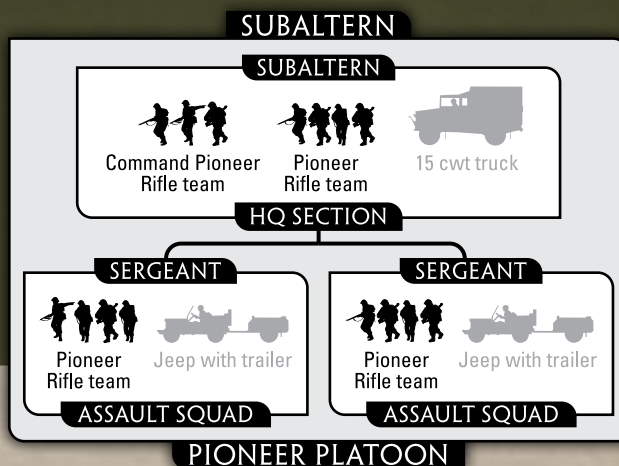 SUBALTERN
SUBALTERN
Command Pioneer
Rifle team
Pioneer
Rifle team
15 cwt truck
HQ SECTION
SERGEANT
Pioneer
Rifle team
Jeep with trailer
ASSAULT SQUAD
SERGEANT
Pioneer
Rifle team
Jeep with trailer
ASSAULT SQUAD
PIONEER PLATOON